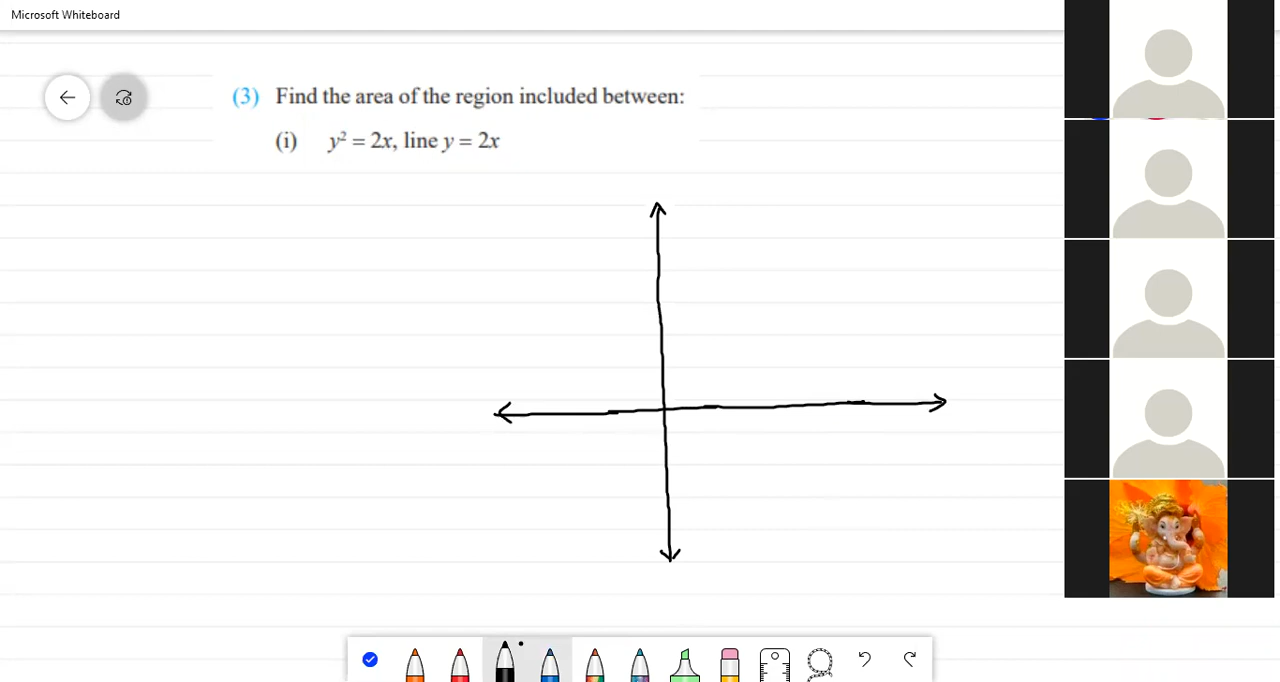 Microsoft Whiteboard
(3) Find the area of the region included between:
(i) y² = 2x, line y = 2x